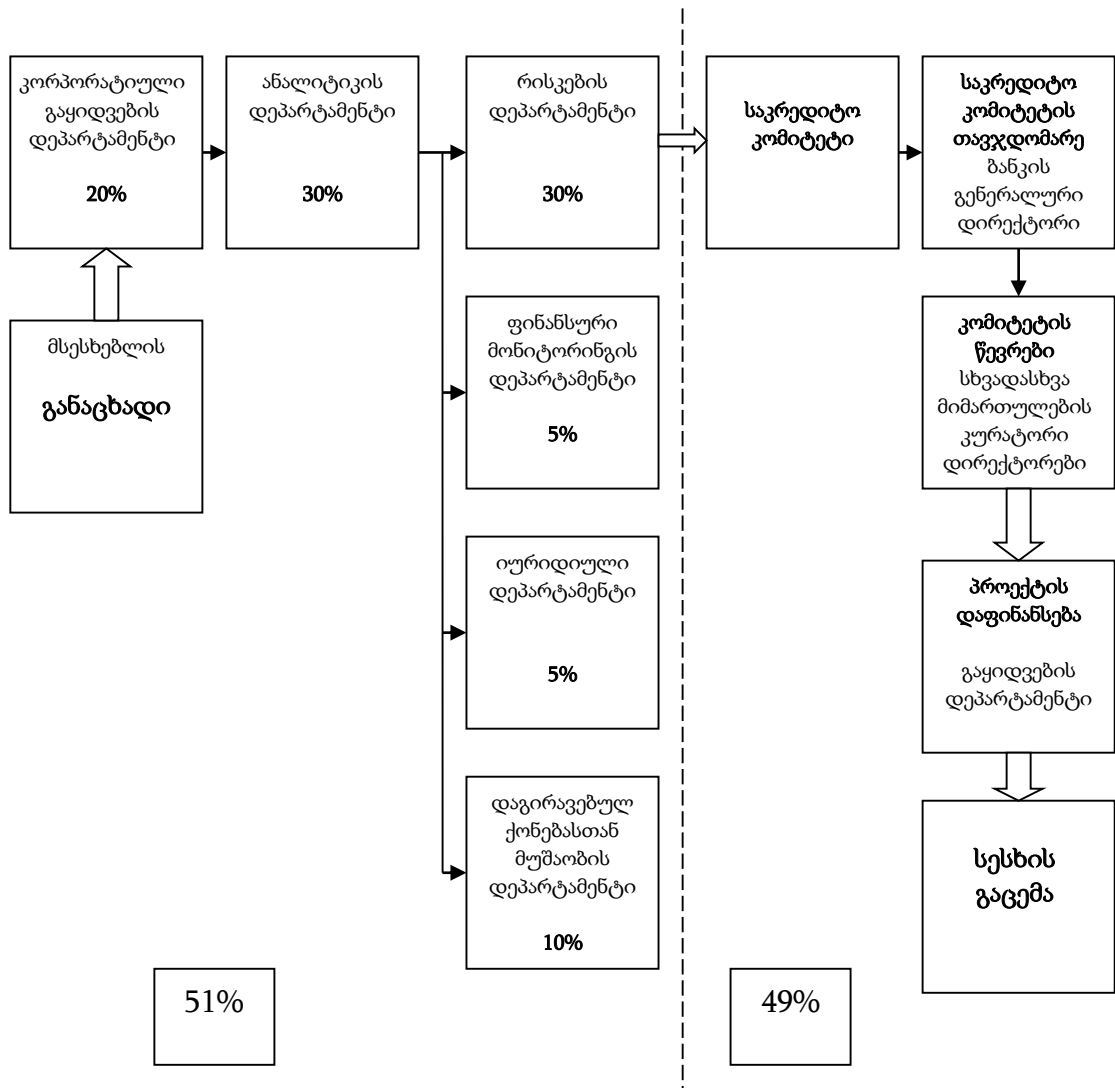 კორპორატიული
გაყიდვების
დეპარტამენტი
20%
ანალიტიკის
დეპარტამენტი
30%
რისკების
დეპარტამენტი
30%
საკრედიტო
კომიტეტი
საკრედიტო
კომიტეტის
თავჯდომარე
ბანკის
გენერალური
დირექტორი
მსესხებლის
განაცხადი
ფინანსური
მონიტორინგის
დეპარტამენტი
5%
კომიტეტის
წევრები
სხვადასხვა
მიმართულების
კურატორი
დირექტორები
იურიდიული
დეპარტამენტი
5%
პროექტის
დაფინანსება
გაყიდვების
დეპარტამენტი
დაგირავებულ
ქონებასთან
მუშაობის
დეპარტამენტი
10%
სესხის
გაცემა
51%
49%